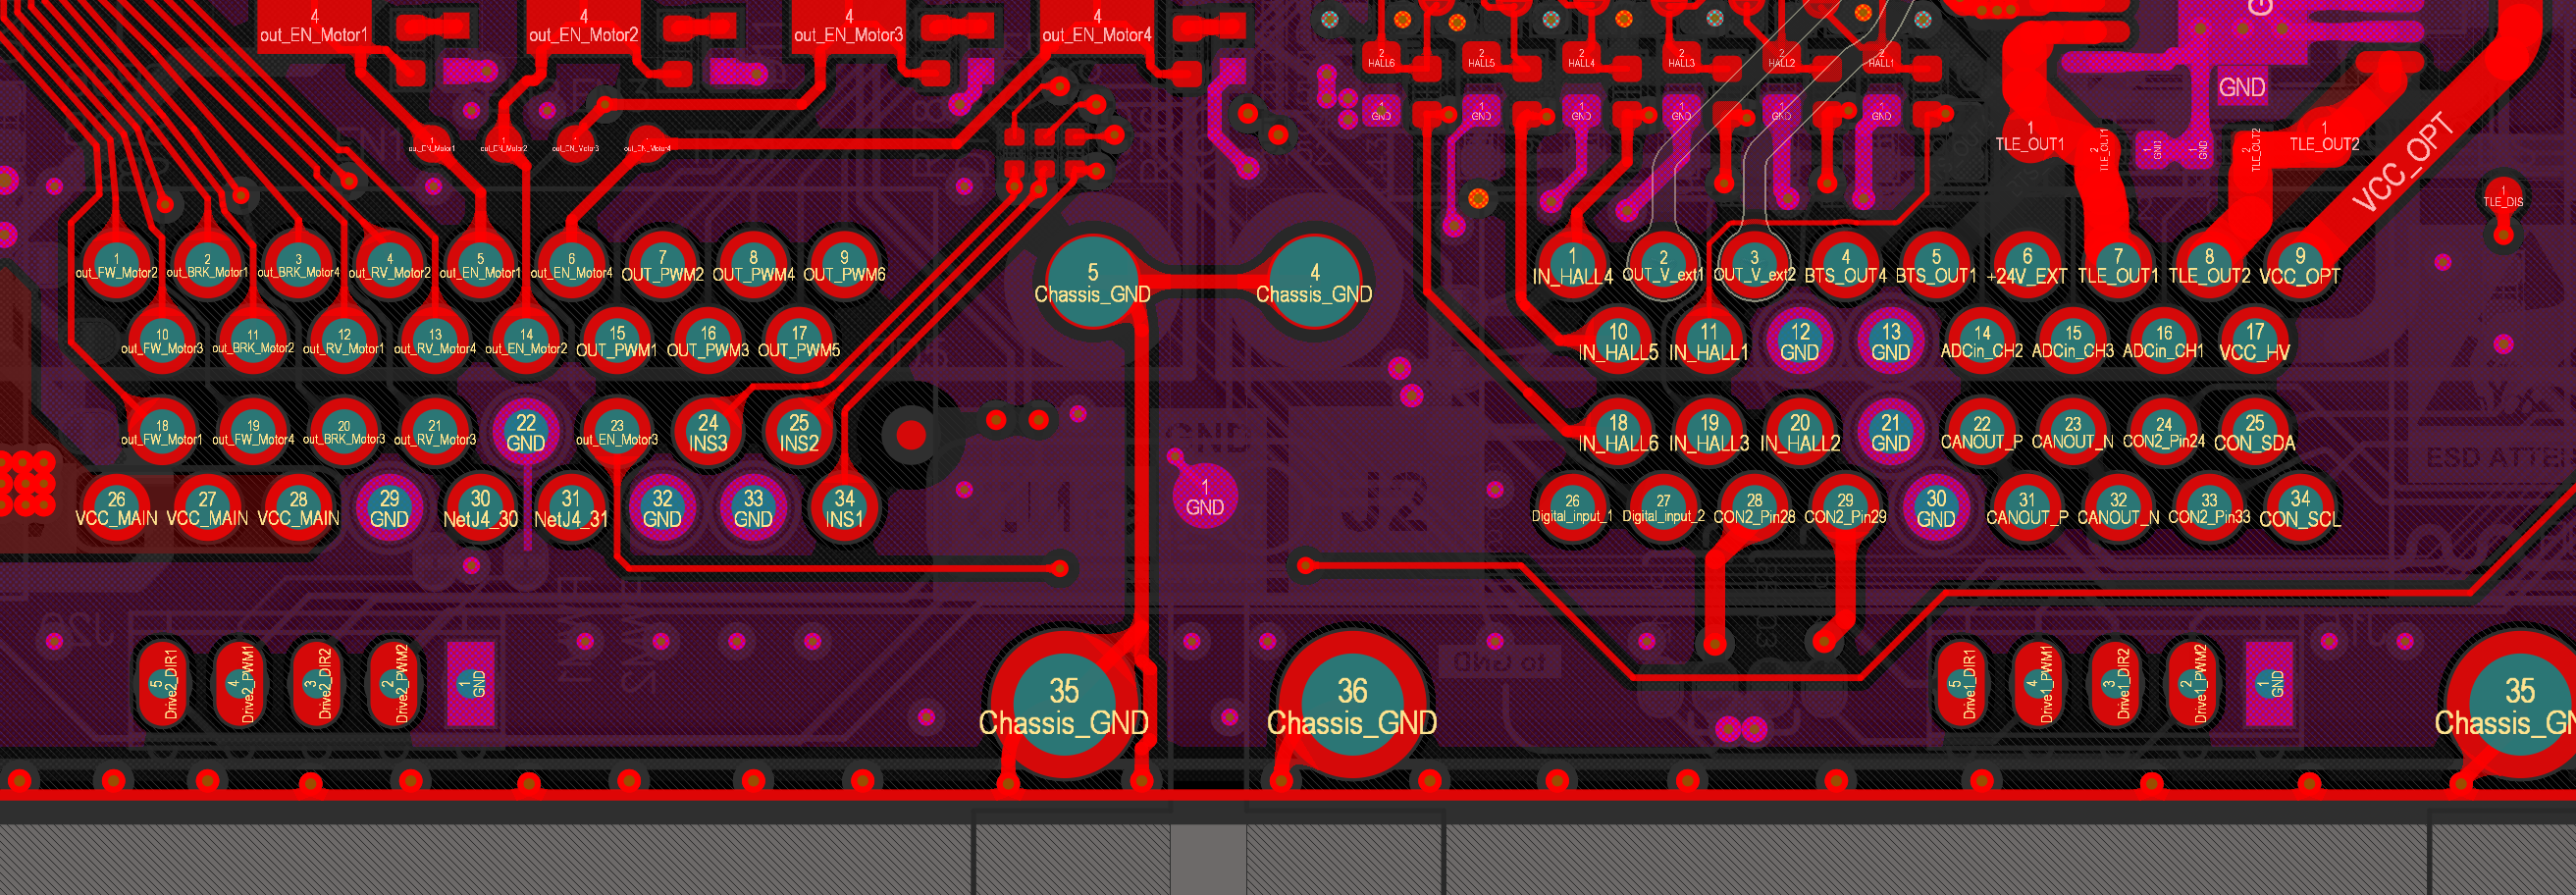 4
out_EN_Motor1
4
out_EN_Motor2
4
out_EN_Motor3
4
out_EN_Motor4
2
HALL6
2
HALL5
2
HALL4
2
HALL3
2
HALL2
2
HALL1
GND
1
GND
1
GND
1
GND
1
GND
1
GND
1
GND
1
out_EN_Motor1
1
out_EN_Motor2
1
out_EN_Motor3
1
out_EN_Motor4
1
TLE_OUT1
2
TLE_OUT1
1
GND
1
GND
2
TLE_OUT2
1
TLE_OUT2
VCC_OPT
1
TLE_DIS
1
out_FW_Motor2
2
out_BRK_Motor1
3
out_BRK_Motor4
4
out_RV_Motor2
5
out_EN_Motor1
6
out_EN_Motor4
7
OUT_PWM2
8
OUT_PWM4
9
OUT_PWM6
5
Chassis_GND
4
Chassis_GND
1
IN_HALL4
2
OUT_V_ext1
3
OUT_V_ext2
4
BTS_OUT4
5
BTS_OUT1
6
+24V_EXT
7
TLE_OUT1
8
TLE_OUT2
9
VCC_OPT
10
out_FW_Motor3
11
out_BRK_Motor2
12
out_RV_Motor1
13
out_RV_Motor4
14
out_EN_Motor2
15
OUT_PWM1
16
OUT_PWM3
17
OUT_PWM5
10
IN_HALL5
11
IN_HALL1
12
GND
13
GND
14
ADCin_CH2
15
ADCin_CH3
16
ADCin_CH1
17
VCC_HV
18
out_FW_Motor1
19
out_FW_Motor4
20
out_BRK_Motor3
21
out_RV_Motor3
22
GND
23
out_EN_Motor3
24
INS3
25
INS2
GND
18
IN_HALL6
19
IN_HALL3
20
IN_HALL2
21
GND
22
CANOUT_P
23
CANOUT_N
24
CON2_Pin24
25
CON_SDA
ESD ATTE
26
VCC_MAIN
27
VCC_MAIN
28
VCC_MAIN
29
GND
30
NetJ4_30
31
NetJ4_31
32
GND
33
GND
34
INS1
J1
1
GND
J2
26
Digital_input_1
27
Digital_input_2
28
CON2_Pin28
29
CON2_Pin29
30
GND
31
CANOUT_P
32
CANOUT_N
33
CON2_Pin33
34
CON_SCL
J20
to GND
5
Drive2_DIR1
4
Drive2_PWM1
3
Drive2_DIR2
2
Drive2_PWM2
1
GND
35
Chassis_GND
36
Chassis_GND
5
Drive1_DIR1
4
Drive1_PWM1
3
Drive1_DIR2
2
Drive1_PWM2
1
GND
35
Chassis_GN